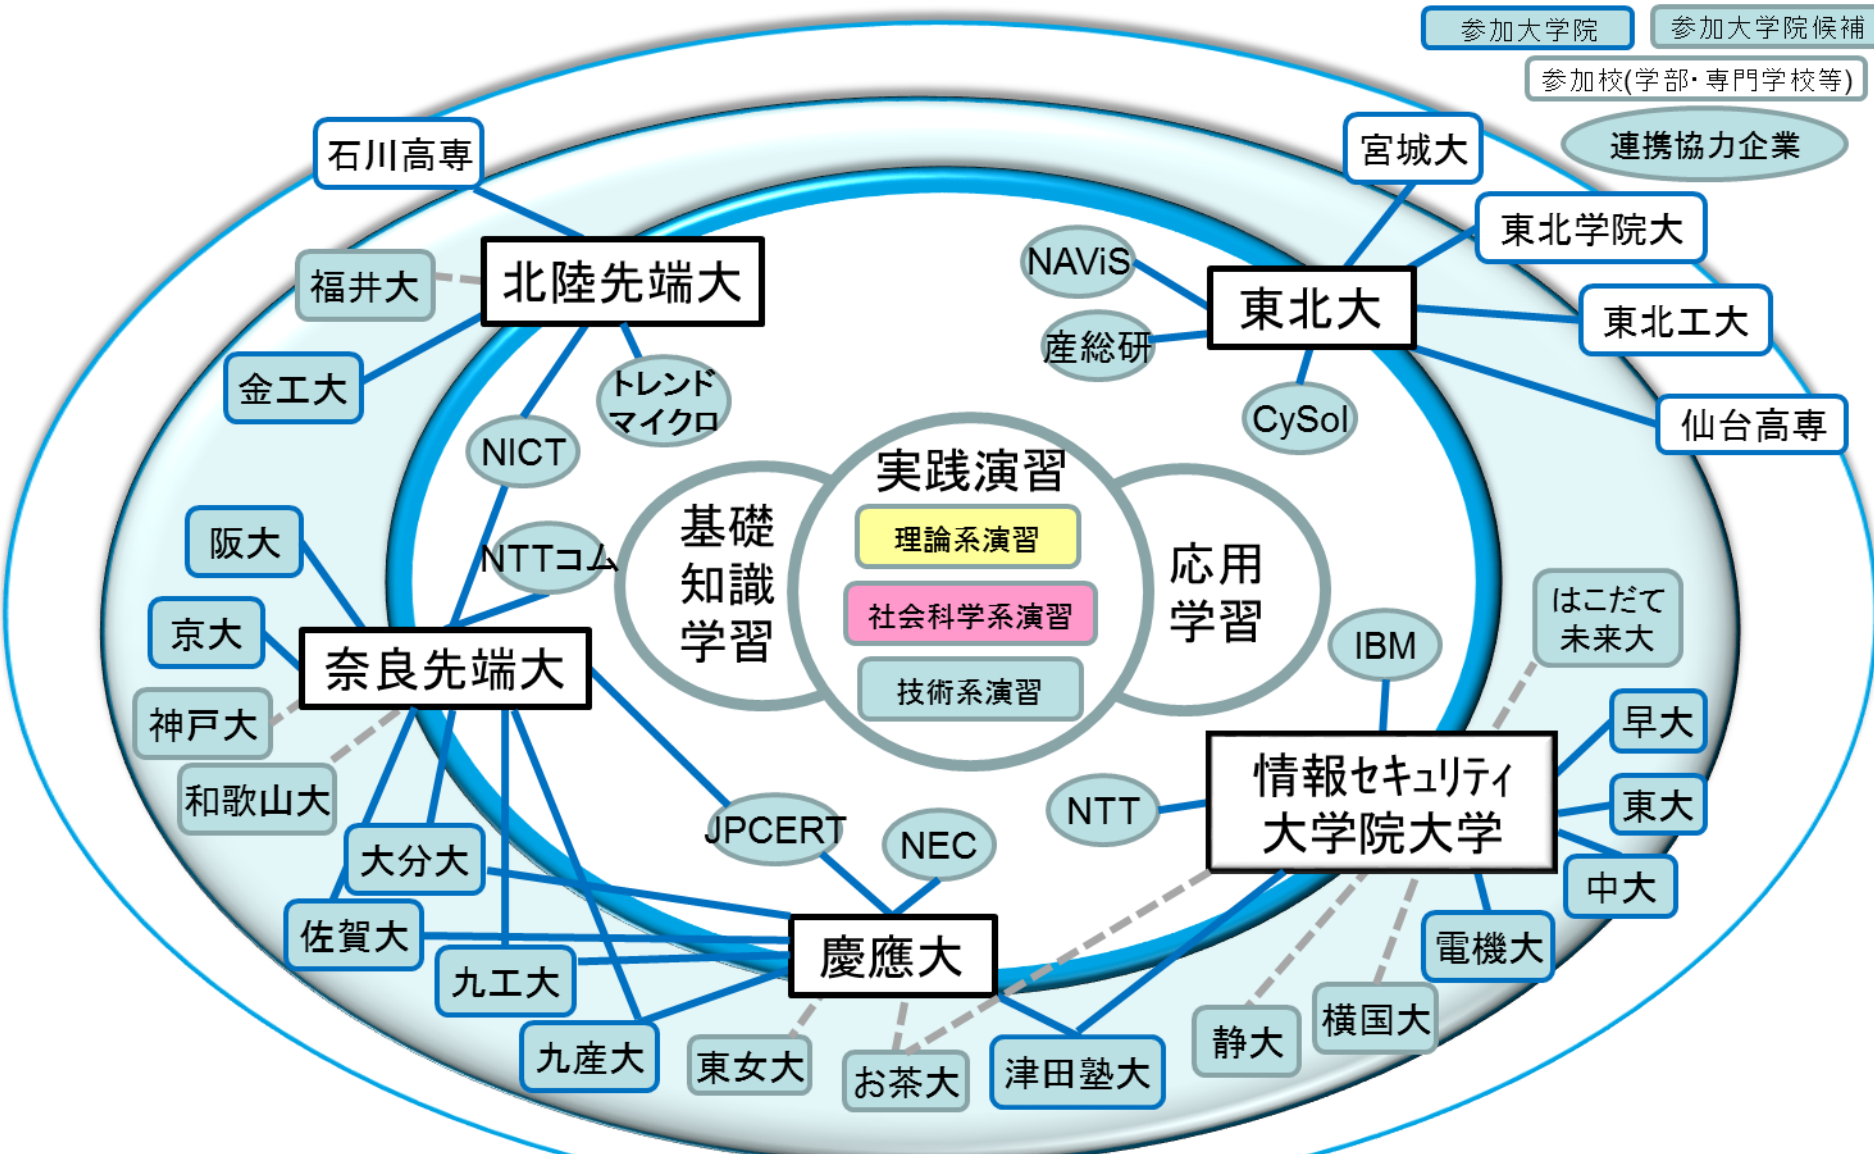 参加大学院
参加大学院候補
参加校(学部・専門学校等)
連携協力企業
石川高専
宮城大
東北学院大
福井大
北陸先端大
NAViS
東北大
東北工大
産総研
金工大
トレンド
マイクロ
CySol
仙台高専
NICT
実践演習
基礎
知識
学習
理論系演習
社会科学系演習
技術系演習
応用
学習
阪大
NTTコム
京大
奈良先端大
神戸大
和歌山大
IBM
はこだて
未来大
早大
情報セキュリティ
大学院大学
東大
NTT
JPCERT
NEC
中大
大分大
佐賀大
慶應大
電機大
九工大
九産大
東女大
お茶大
津田塾大
静大
横国大